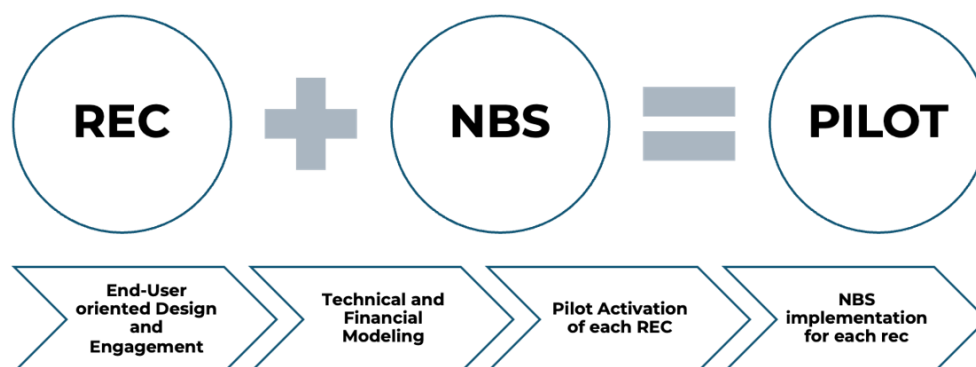 REC
NBS
PILOT
End-User
oriented Design
and
Engagement
Technical and
Financial
Modeling
Pilot Activation
of each REC
NBS
implementation
for each rec